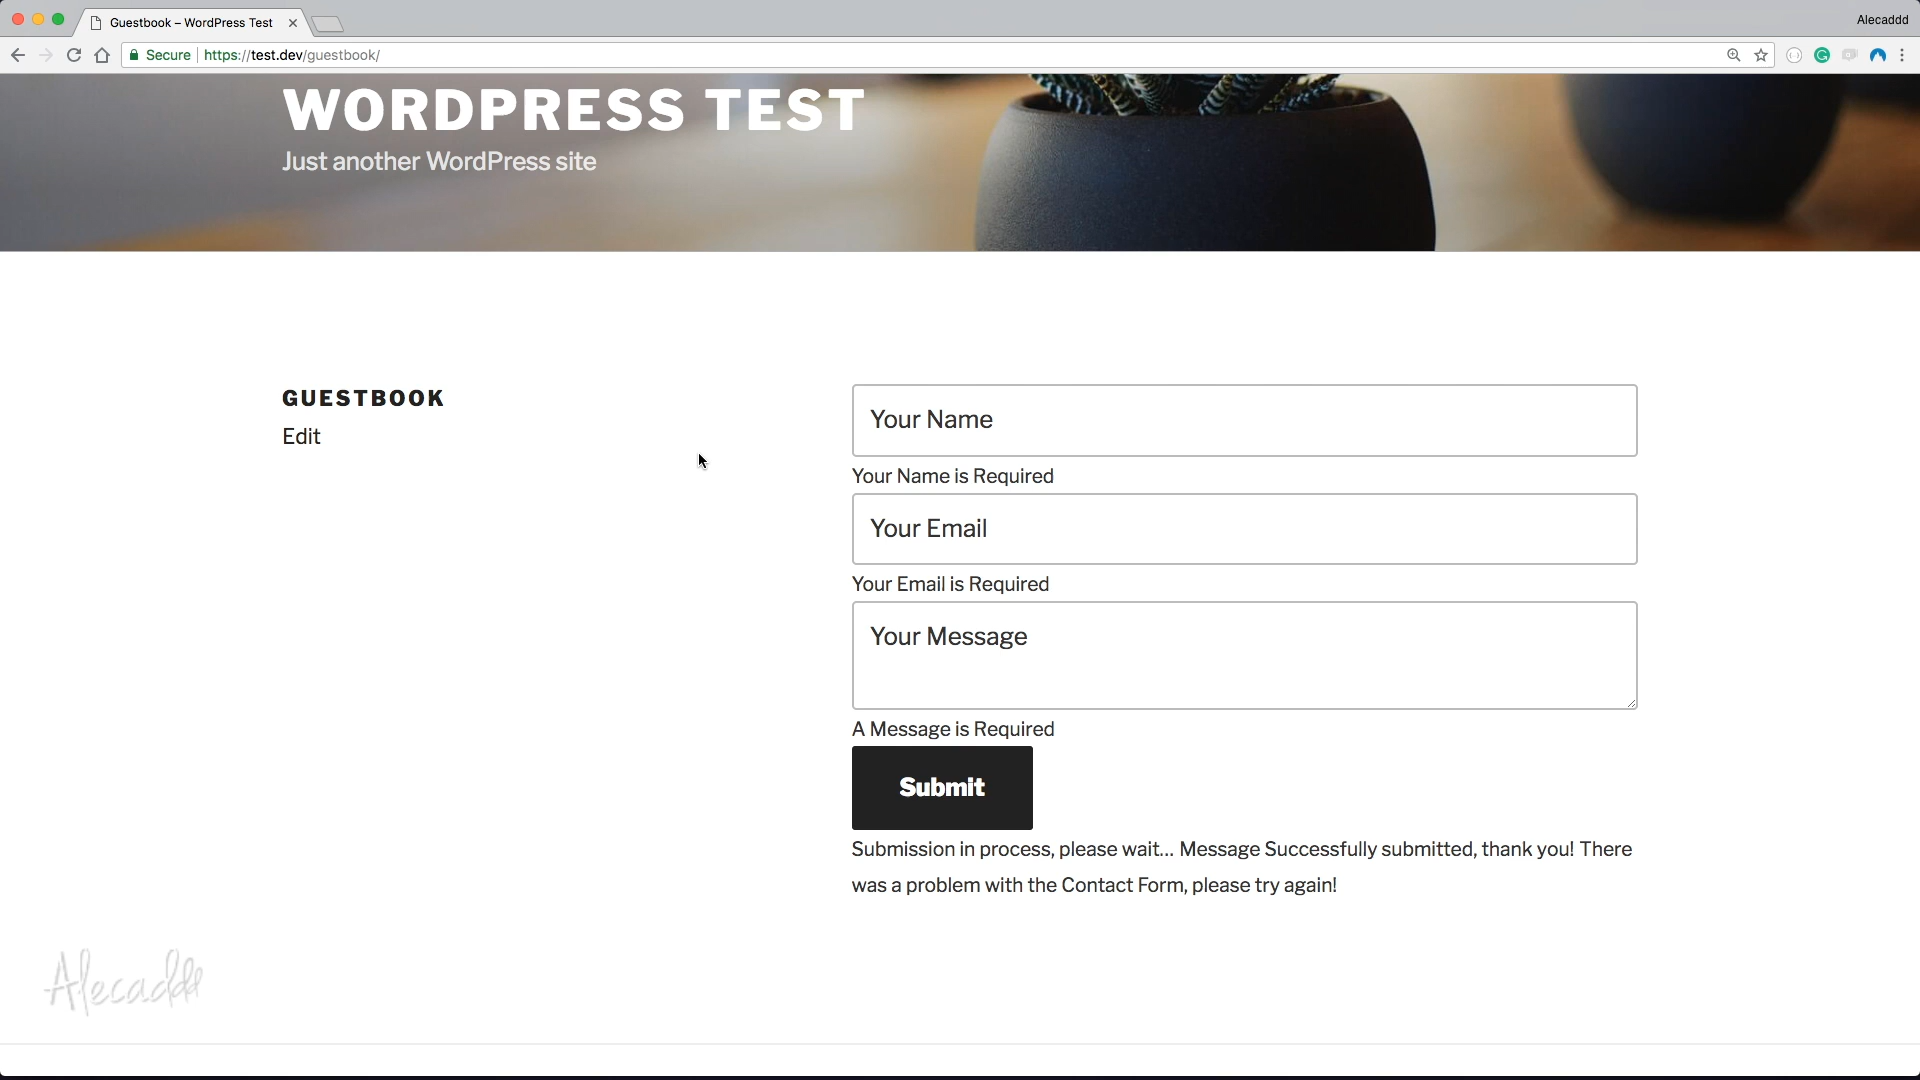 Guestbook – WordPress Test
Alecaddd
Secure https://test.dev/guestbook/
WORDPRESS TEST
Just another WordPress site
GUESTBOOK
Edit
Your Name
Your Name is Required
Your Email
Your Email is Required
Your Message
A Message is Required
Submit
Submission in process, please wait... Message Successfully submitted, thank you! There
was a problem with the Contact Form, please try again!
Alecaddd